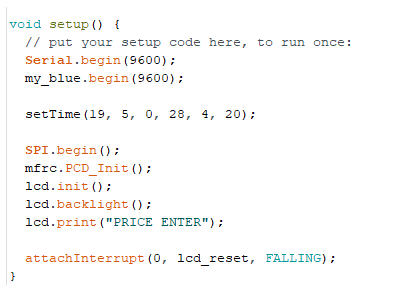 void setup() {
  // put your setup code here, to run once:
  Serial.begin(9600);
  my_blue.begin(9600);

  setTime(19, 5, 0, 28, 4, 20);

  SPI.begin();
  mfrc.PCD_Init();
  lcd.init();
  lcd.backlight();
  lcd.print("PRICE ENTER");

  attachInterrupt(0, lcd_reset, FALLING);
}